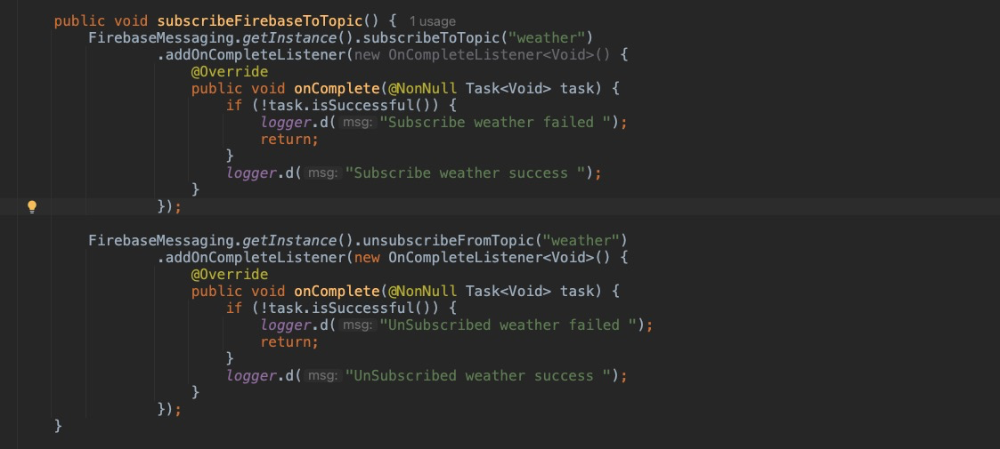 public void subscribeFirebaseToTopic() { 1 usage
FirebaseMessaging.getInstance().subscribeToTopic("weather")
.addOnCompleteListener(new OnCompleteListener<Void>() {
@Override
public void onComplete(@NonNull Task<Void> task) {
if (!task.isSuccessful()) {
logger.d( msg: "Subscribe weather failed ");
return;
}
logger.d( msg: "Subscribe weather success ");
}
});
FirebaseMessaging.getInstance().unsubscribeFromTopic("weather")
.addOnCompleteListener(new OnCompleteListener<Void>() {
@Override
public void onComplete(@NonNull Task<Void> task) {
if (!task.isSuccessful()) {
logger.d( msg: "UnSubscribed weather failed ");
return;
}
logger.d( msg: "UnSubscribed weather success ");
}
});
}